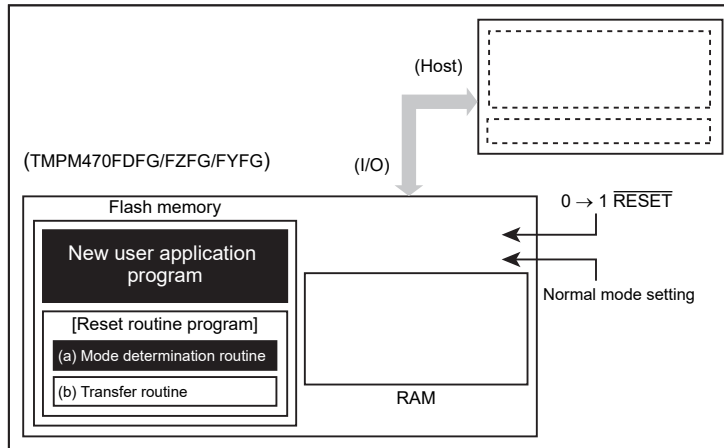 (Host)
(TMPM470FDFG/FZFG/FYFG)
(I/O)
0 → 1 R̅E̅S̅E̅T̅
Flash memory
New user application
program
Normal mode setting
[Reset routine program]
(a) Mode determination routine
(b) Transfer routine
RAM